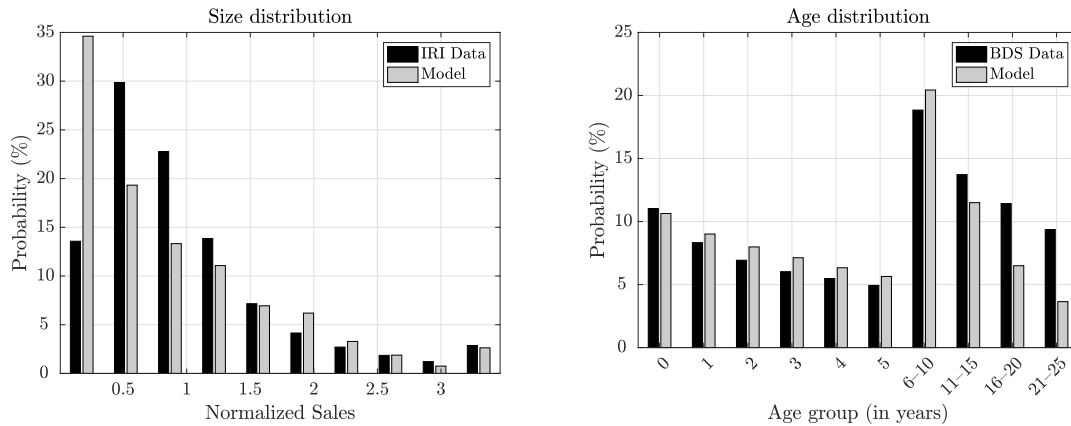 Size distribution
35
30
25
20
15
10
5
0
Probability (%)
IRI Data
Model
0.5 1 1.5 2 2.5 3
Normalized Sales
Age distribution
25
20
15
10
5
0
Probability (%)
BDS Data
Model
0 1 2 3 4 5 6–10 11–15 16–20 21–25
Age group (in years)